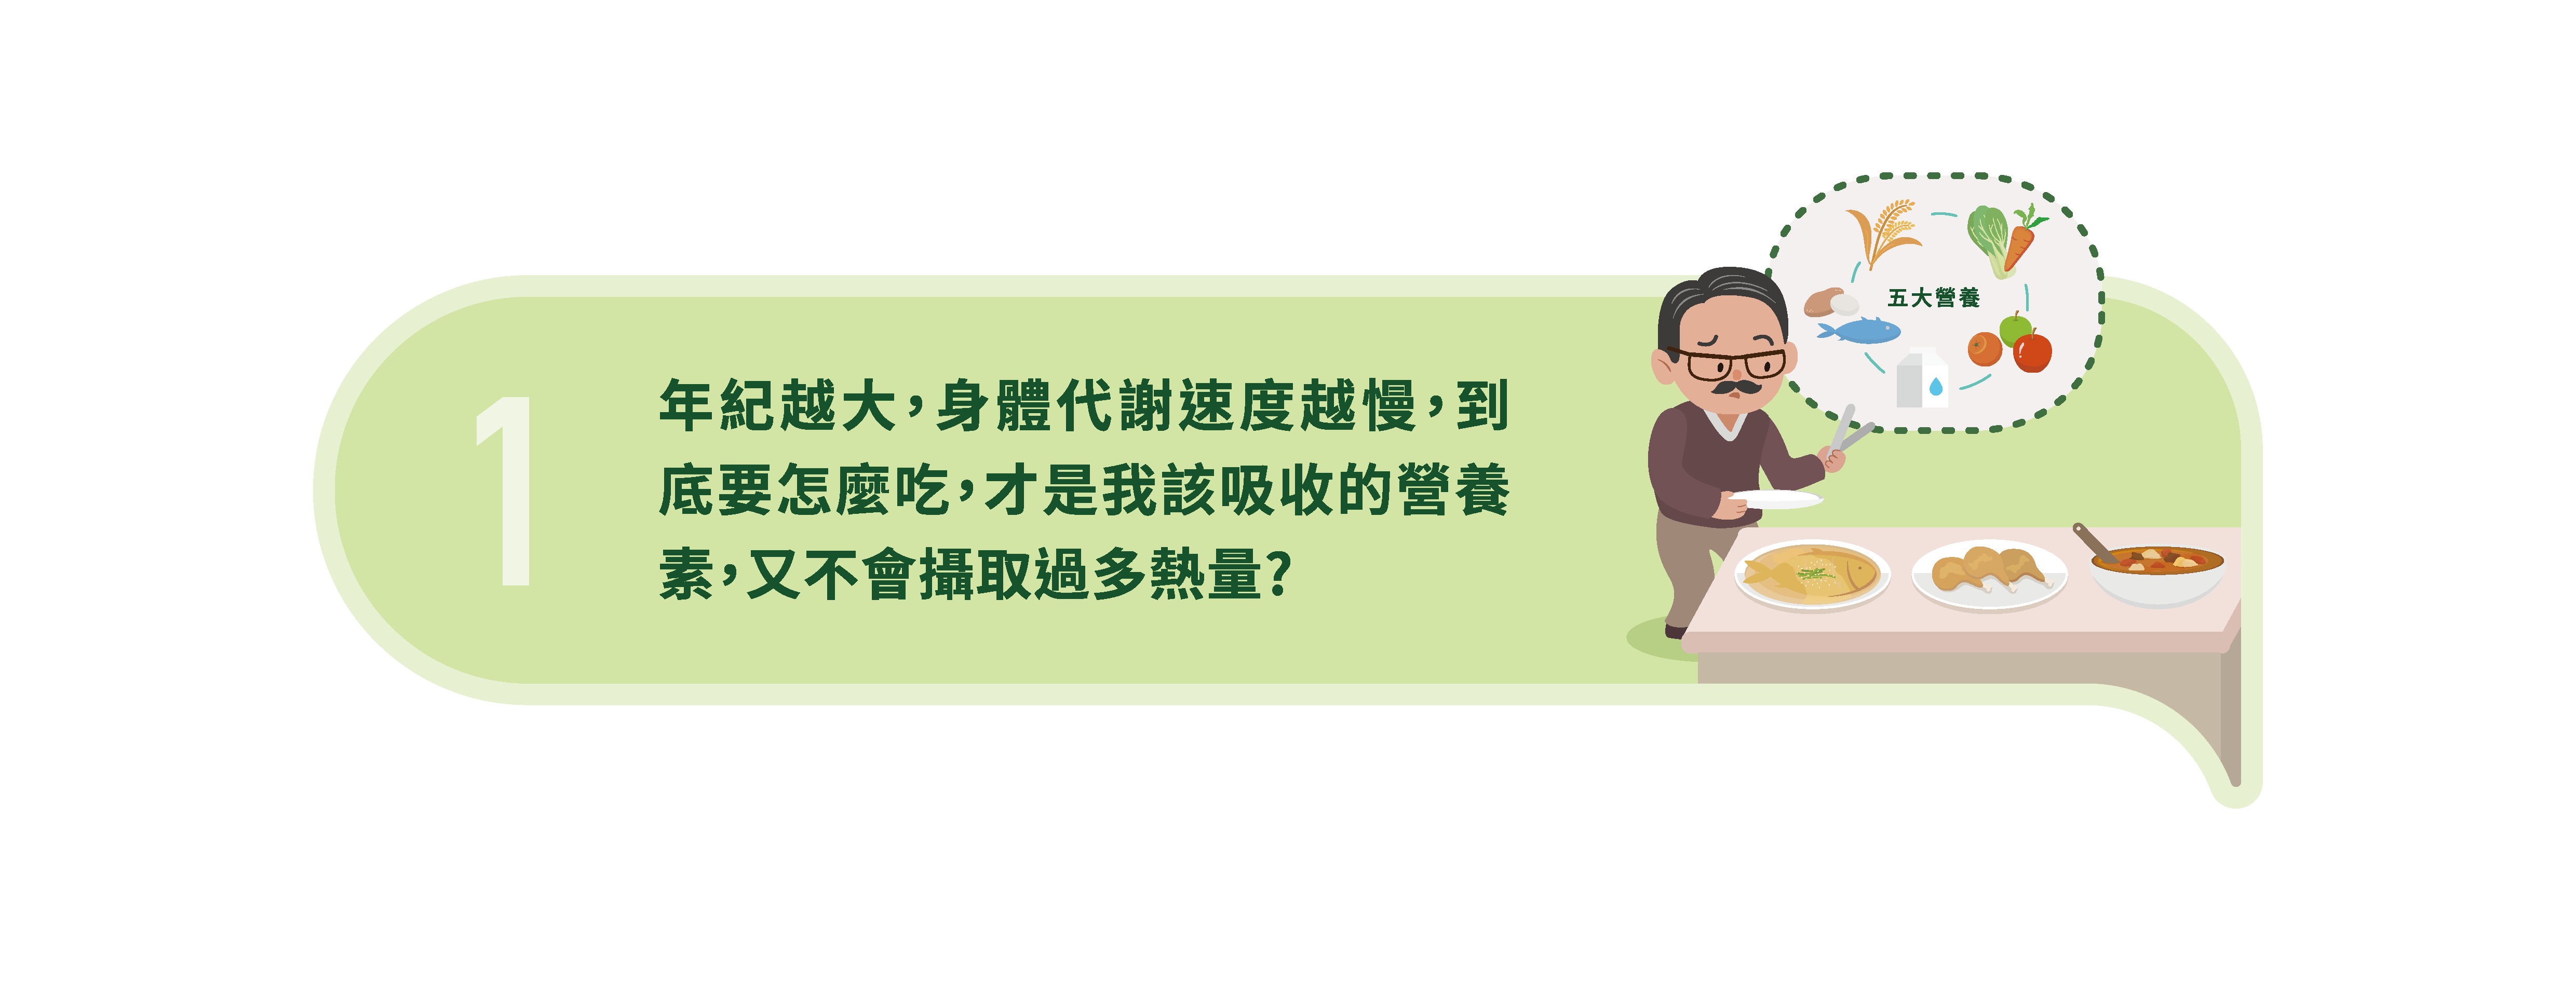 1
年紀越大，身體代謝速度越慢，到
底要怎麼吃，才是我該吸收的營養
素，又不會攝取過多熱量？
五大營養